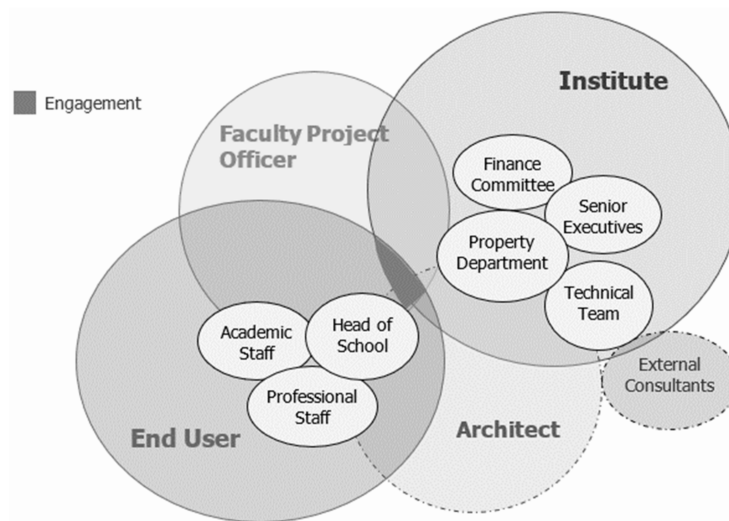 Engagement
Faculty Project
Officer
Institute
Finance
Committee
Senior
Executives
Property
Department
Technical
Team
External
Consultants
Academic
Staff
Head of
School
Professional
Staff
End User
Architect